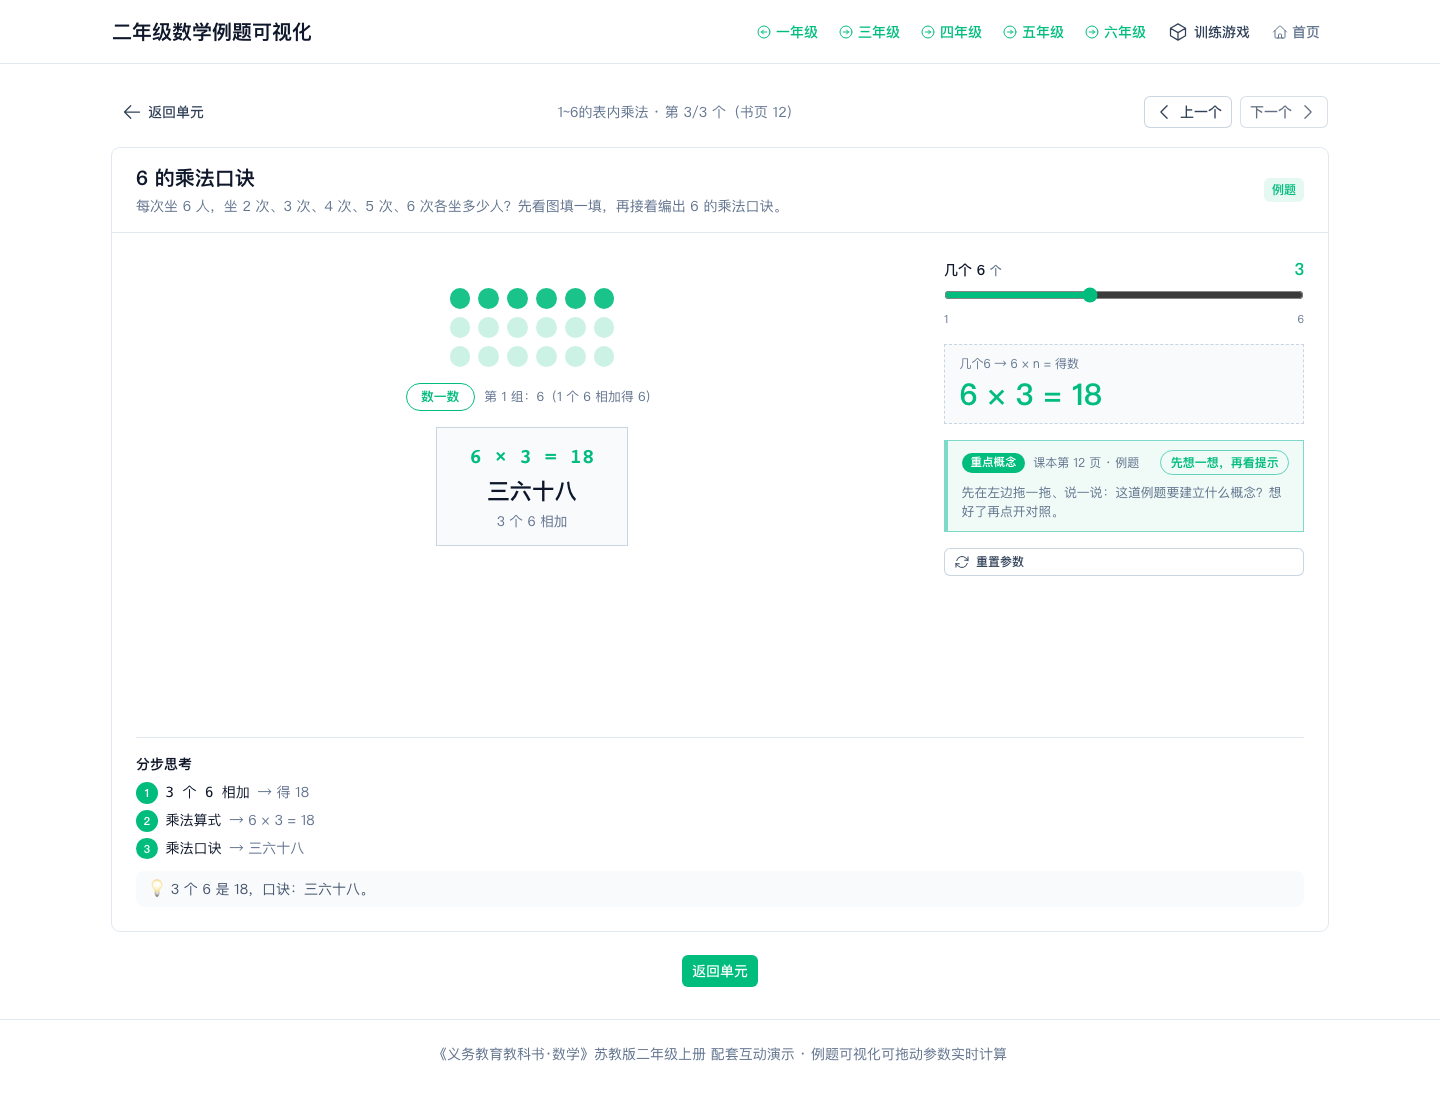 二年级数学例题可视化
一年级 三年级 四年级 五年级 六年级 训练游戏 首页
返回单元 1~6的表内乘法 · 第 3/3 个（书页 12） 上一个 下一个
6 的乘法口诀
每次坐 6 人，坐 2 次、3 次、4 次、5 次、6 次各坐多少人？先看图填一填，再接着编出 6 的乘法口诀。
例题
数一数 第 1 组：6（1 个 6 相加得 6）
6 × 3 = 18
三六十八
3 个 6 相加
几个 6 个 3
1 6
几个6 → 6 × n = 得数
6 × 3 = 18
重点概念 课本第 12 页 · 例题 先想一想，再看提示
先在左边拖一拖、说一说：这道例题要建立什么概念？想
好了再点开对照。
重置参数
分步思考
1 3 个 6 相加 → 得 18
2 乘法算式 → 6 × 3 = 18
3 乘法口诀 → 三六十八
3 个 6 是 18，口诀：三六十八。
返回单元
《义务教育教科书·数学》苏教版二年级上册 配套互动演示 · 例题可视化可拖动参数实时计算